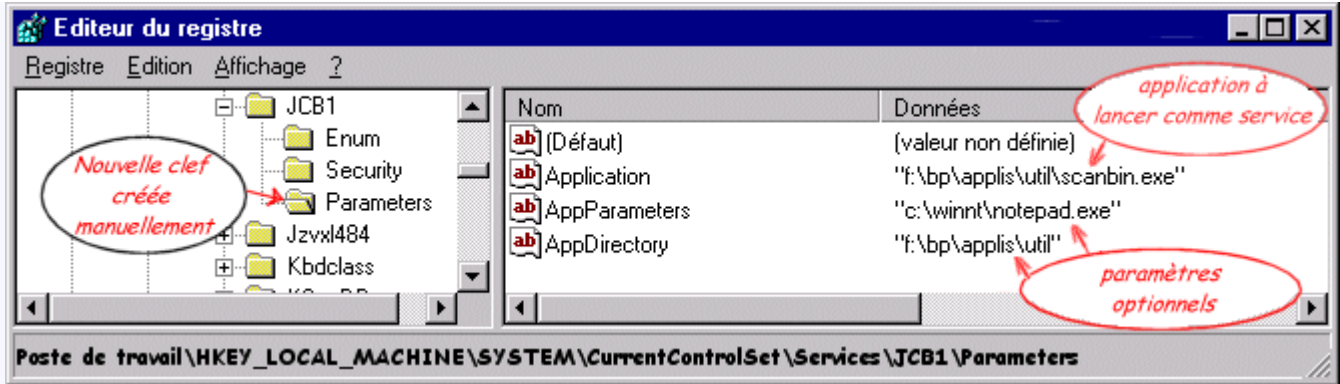 Editeur du registre
Registre Edition Affichage ?
JCB1
Enum
Security
Parameters
Jzvxl484
Kbdclass
Nouvelle clef
créée
manuellement
Nom Données
(Défaut) (valeur non définie)
Application "f:\bp\applis\util\scanbin.exe"
AppParameters "c:\winnt\notepad.exe"
AppDirectory "f:\bp\applis\util"
application à
lancer comme service
paramètres
optionnels
Poste de travail\HKEY_LOCAL_MACHINE\SYSTEM\CurrentControlSet\Services\JCB1\Parameters